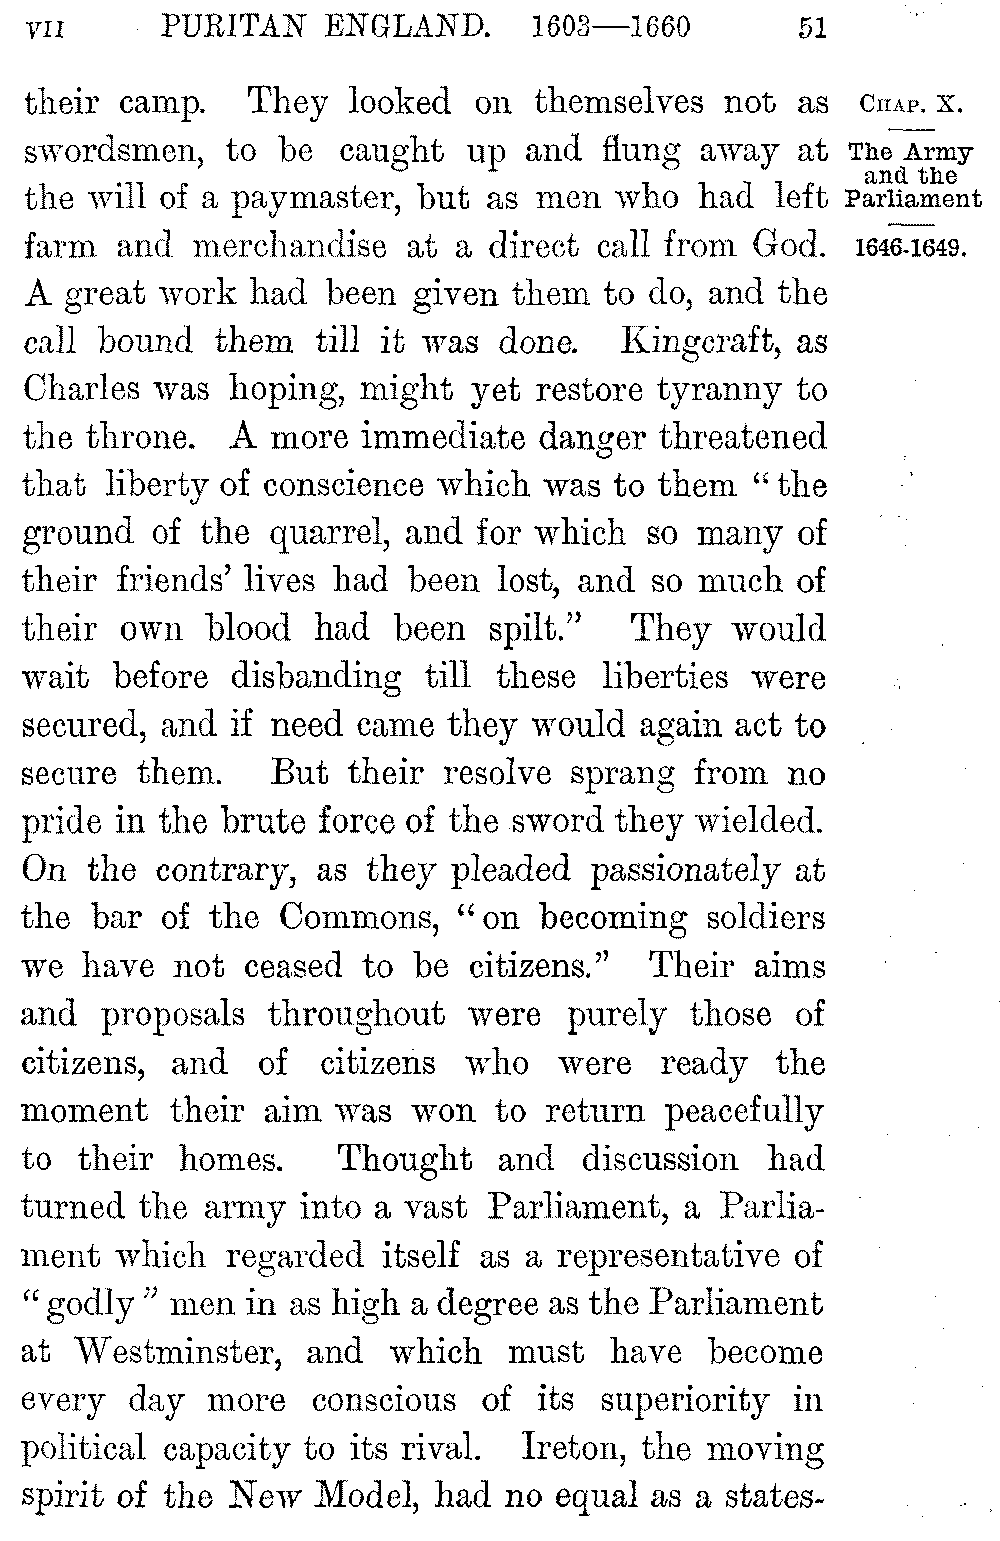 VII PURITAN ENGLAND. 1603—1660 51
their camp. They looked on themselves not as
swordsmen, to be caught up and flung away at
the will of a paymaster, but as men who had left
farm and merchandise at a direct call from God.
A great work had been given them to do, and the
call bound them till it was done. Kingcraft, as
Charles was hoping, might yet restore tyranny to
the throne. A more immediate danger threatened
that liberty of conscience which was to them “the
ground of the quarrel, and for which so many of
their friends’ lives had been lost, and so much of
their own blood had been spilt.” They would
wait before disbanding till these liberties were
secured, and if need came they would again act to
secure them. But their resolve sprang from no
pride in the brute force of the sword they wielded.
On the contrary, as they pleaded passionately at
the bar of the Commons, “on becoming soldiers
we have not ceased to be citizens.” Their aims
and proposals throughout were purely those of
citizens, and of citizens who were ready the
moment their aim was won to return peacefully
to their homes. Thought and discussion had
turned the army into a vast Parliament, a Parlia-
ment which regarded itself as a representative of
“godly” men in as high a degree as the Parliament
at Westminster, and which must have become
every day more conscious of its superiority in
political capacity to its rival. Ireton, the moving
spirit of the New Model, had no equal as a states-
CHAP. X.
The Army
and the
Parliament
1646-1649.